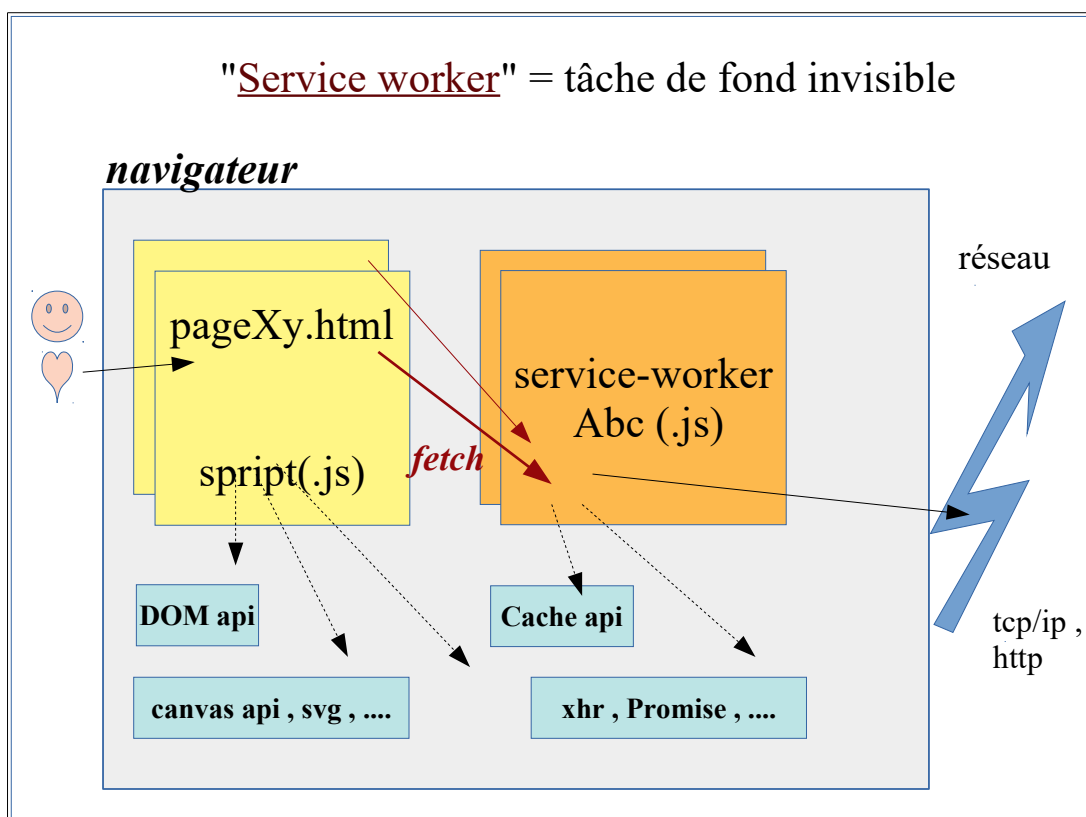 "Service worker" = tâche de fond invisible
navigateur
réseau
pageXy.html
service-worker
Abc (.js)
fetch
spript(.js)
DOM api
Cache api
tcp/ip ,
http
canvas api , svg , ....
xhr , Promise , ....